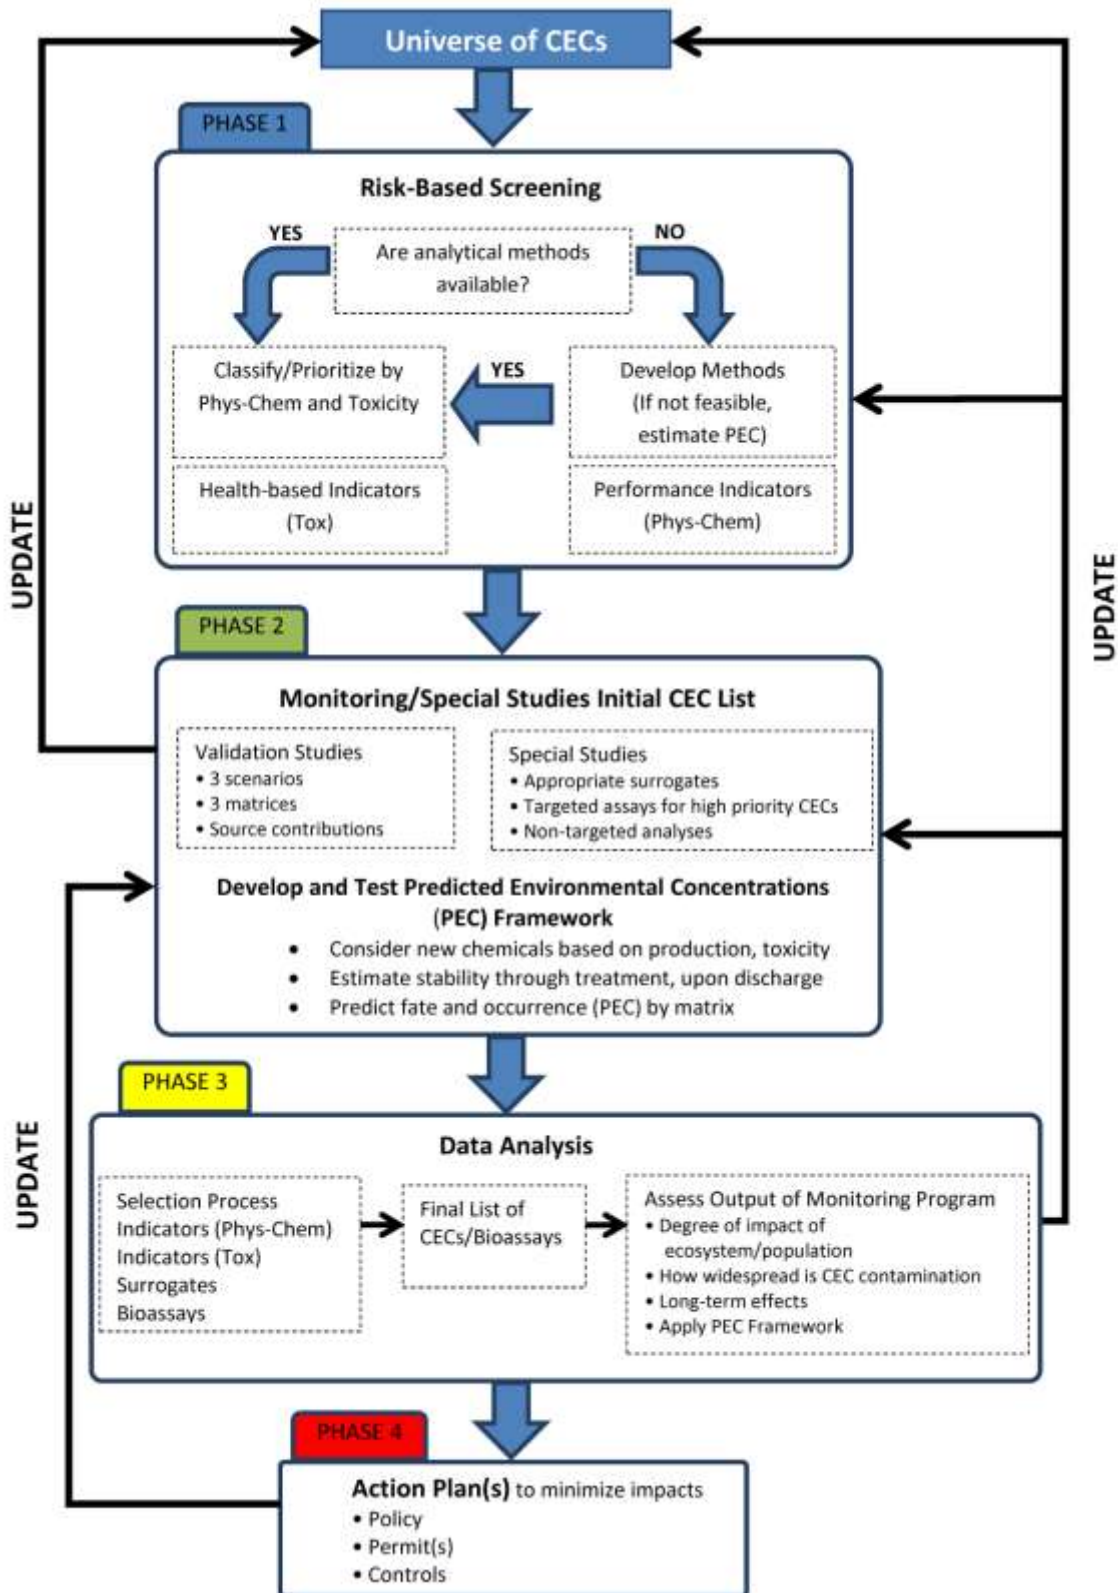 Universe of CECs
PHASE 1
Risk-Based Screening
YES
Are analytical methods
available?
NO
Classify/Prioritize by
Phys-Chem and Toxicity
YES
Develop Methods
(If not feasible,
estimate PEC)
Health-based Indicators
(Tox)
Performance Indicators
(Phys-Chem)
UPDATE
UPDATE
PHASE 2
Monitoring/Special Studies Initial CEC List
Validation Studies
• 3 scenarios
• 3 matrices
• Source contributions
Special Studies
• Appropriate surrogates
• Targeted assays for high priority CECs
• Non-targeted analyses
Develop and Test Predicted Environmental Concentrations
(PEC) Framework
• Consider new chemicals based on production, toxicity
• Estimate stability through treatment, upon discharge
• Predict fate and occurrence (PEC) by matrix
PHASE 3
Data Analysis
UPDATE
Selection Process
Indicators (Phys-Chem)
Indicators (Tox)
Surrogates
Bioassays
Final List of
CECs/Bioassays
Assess Output of Monitoring Program
• Degree of impact of
ecosystem/population
• How widespread is CEC contamination
• Long-term effects
• Apply PEC Framework
PHASE 4
Action Plan(s) to minimize impacts
• Policy
• Permit(s)
• Controls